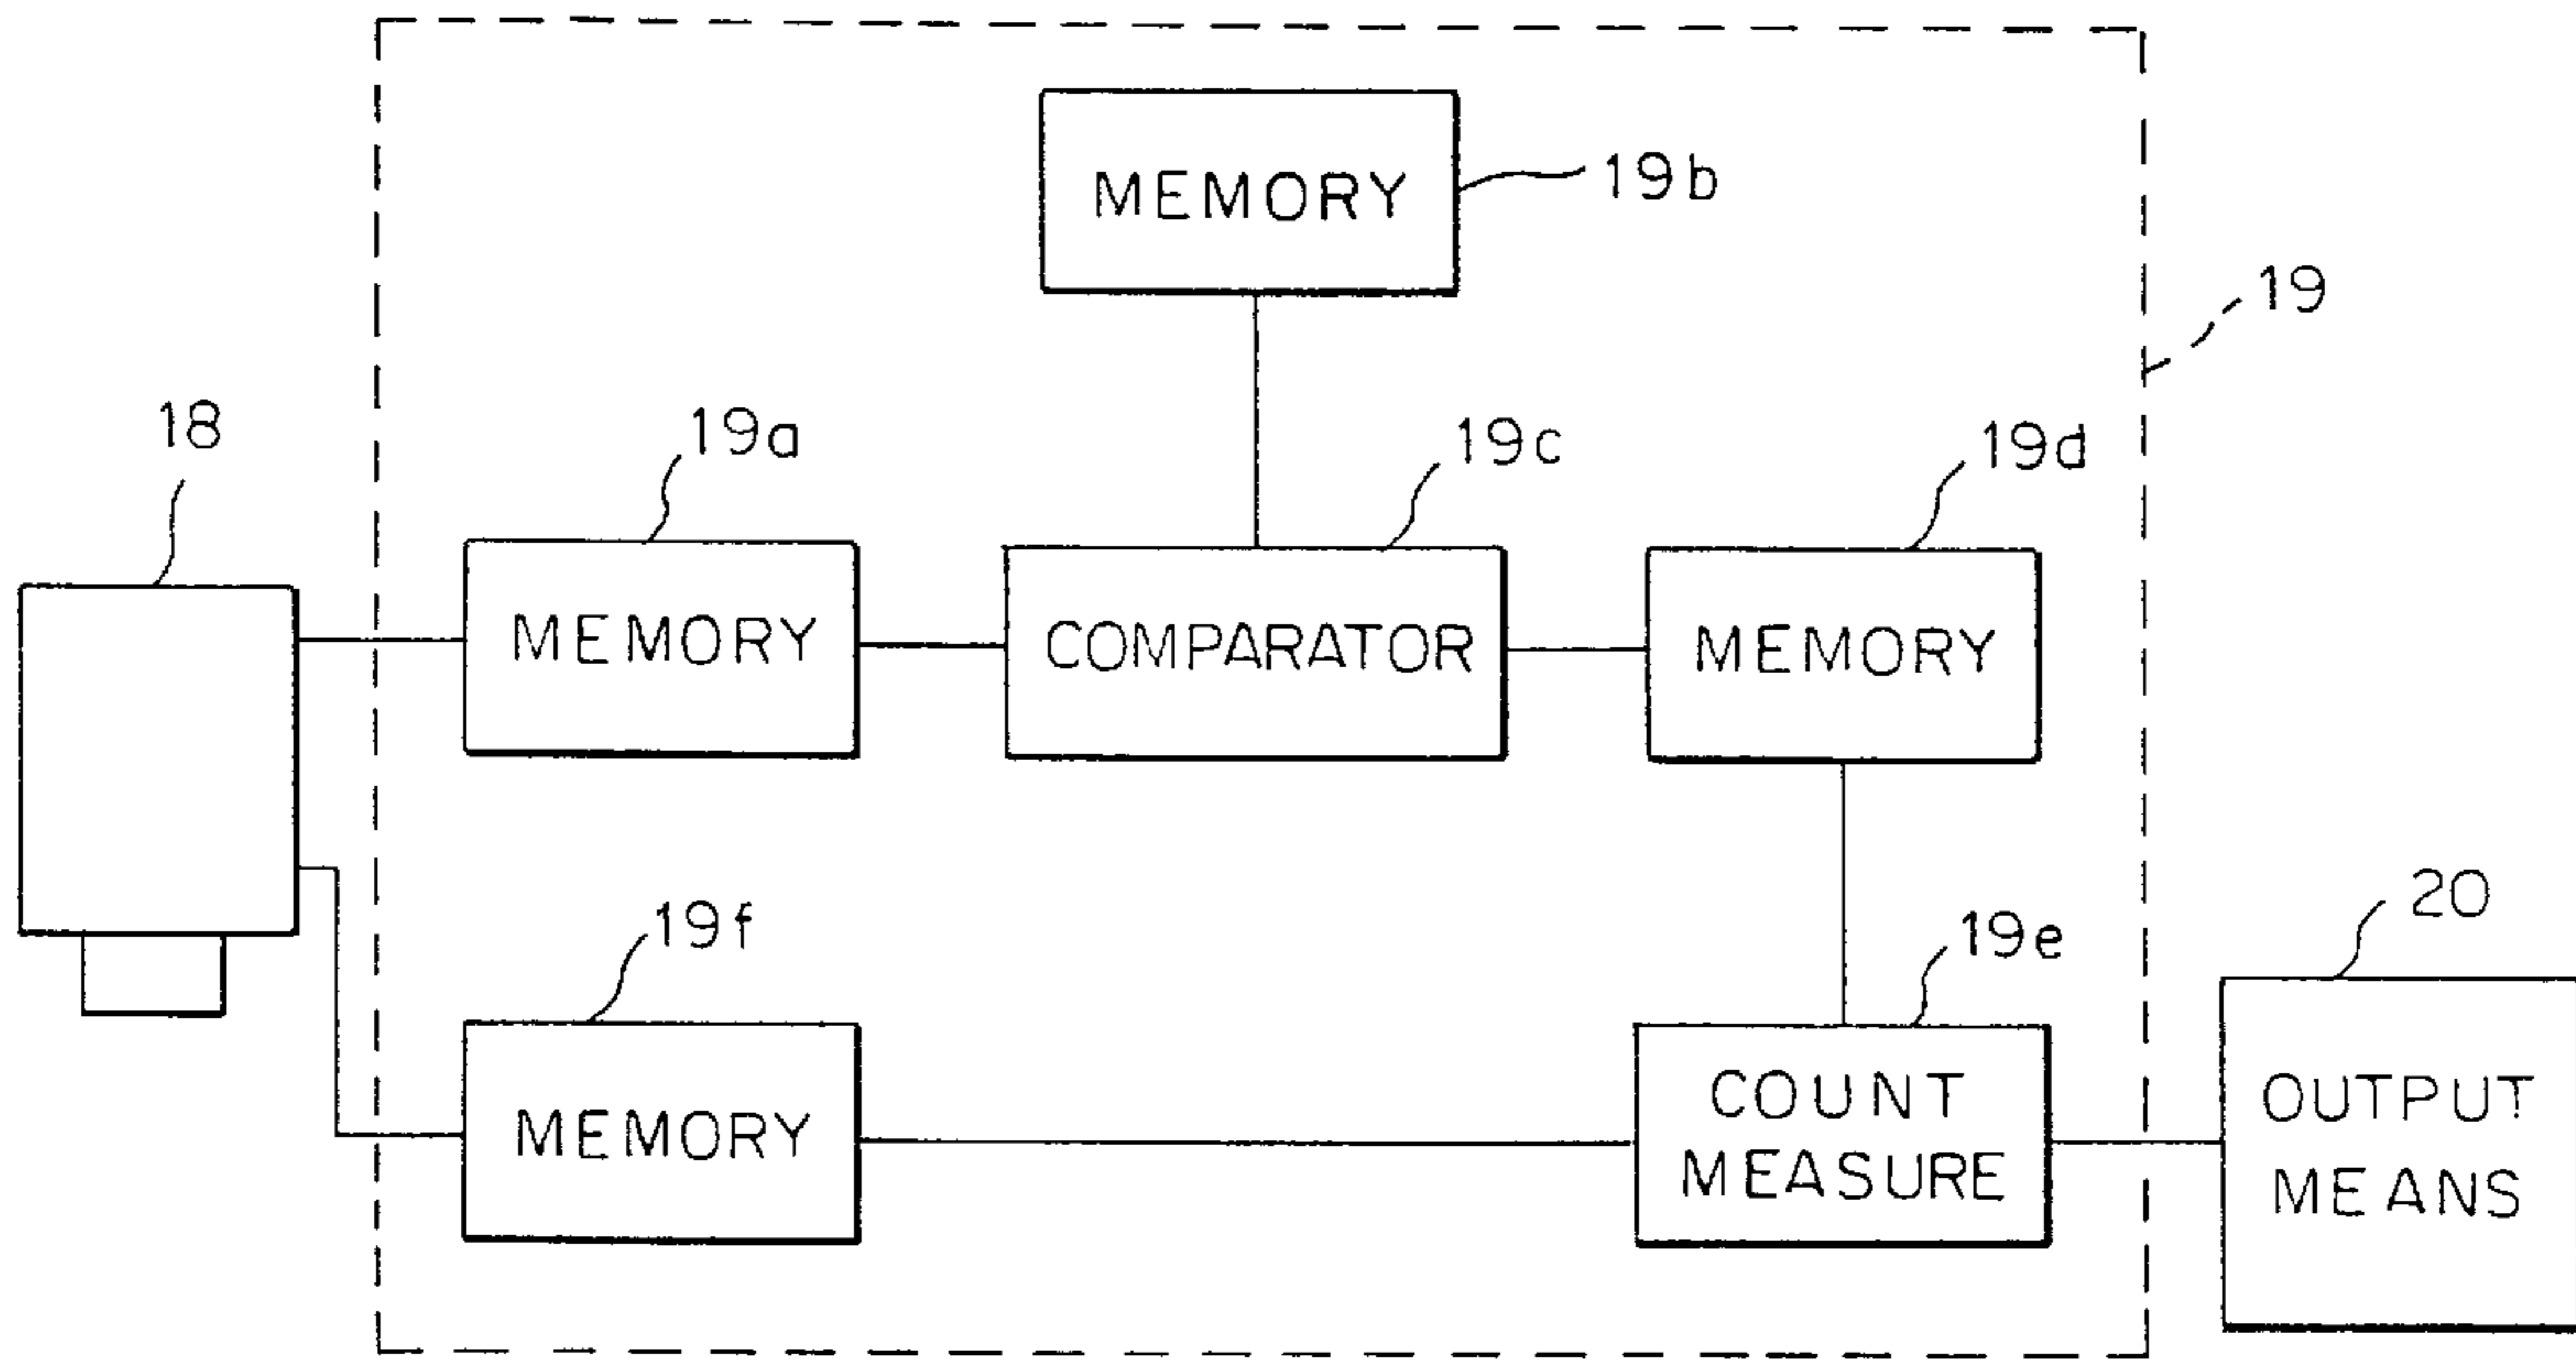 MEMORY
19b
19
18
19a
19c
19d
MEMORY
COMPARATOR
MEMORY
19f
19e
20
MEMORY
COUNT
MEASURE
OUTPUT
MEANS